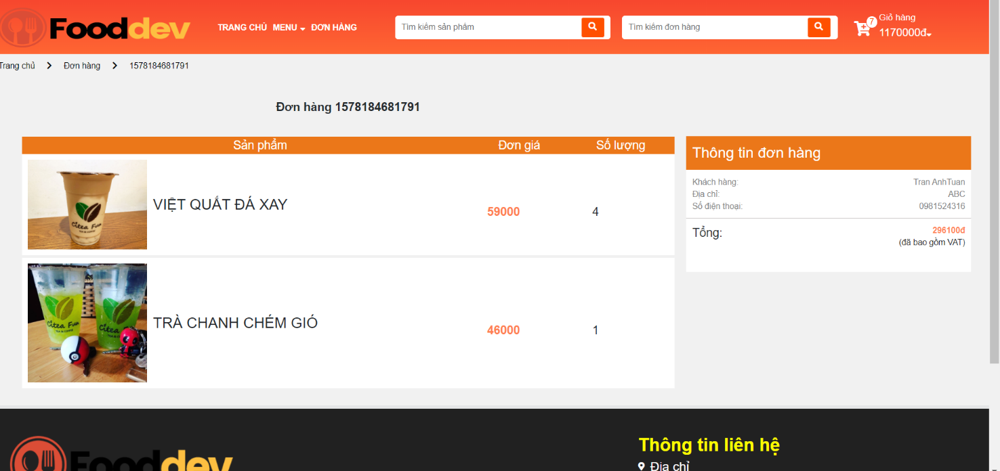 Fooddev
TRANG CHỦ MENU ĐƠN HÀNG
Tìm kiếm sản phẩm
Tìm kiếm đơn hàng
7
Giỏ hàng
1170000đ
Trang chủ > Đơn hàng > 1578184681791
Đơn hàng 1578184681791
Sản phẩm Đơn giá Số lượng
Citea Fun
TEA & COFFEE
VIỆT QUẤT ĐÁ XAY 59000 4
Citea Fun
TEA & COFFEE
Citea Fun
TRÀ CHANH CHÉM GIÓ 46000 1
Thông tin đơn hàng
Khách hàng: Tran AnhTuan
Địa chỉ: ABC
Số điện thoại: 0981524316
Tổng: 296100đ
(đã bao gồm VAT)
Fooddev
Thông tin liên hệ
Địa chỉ